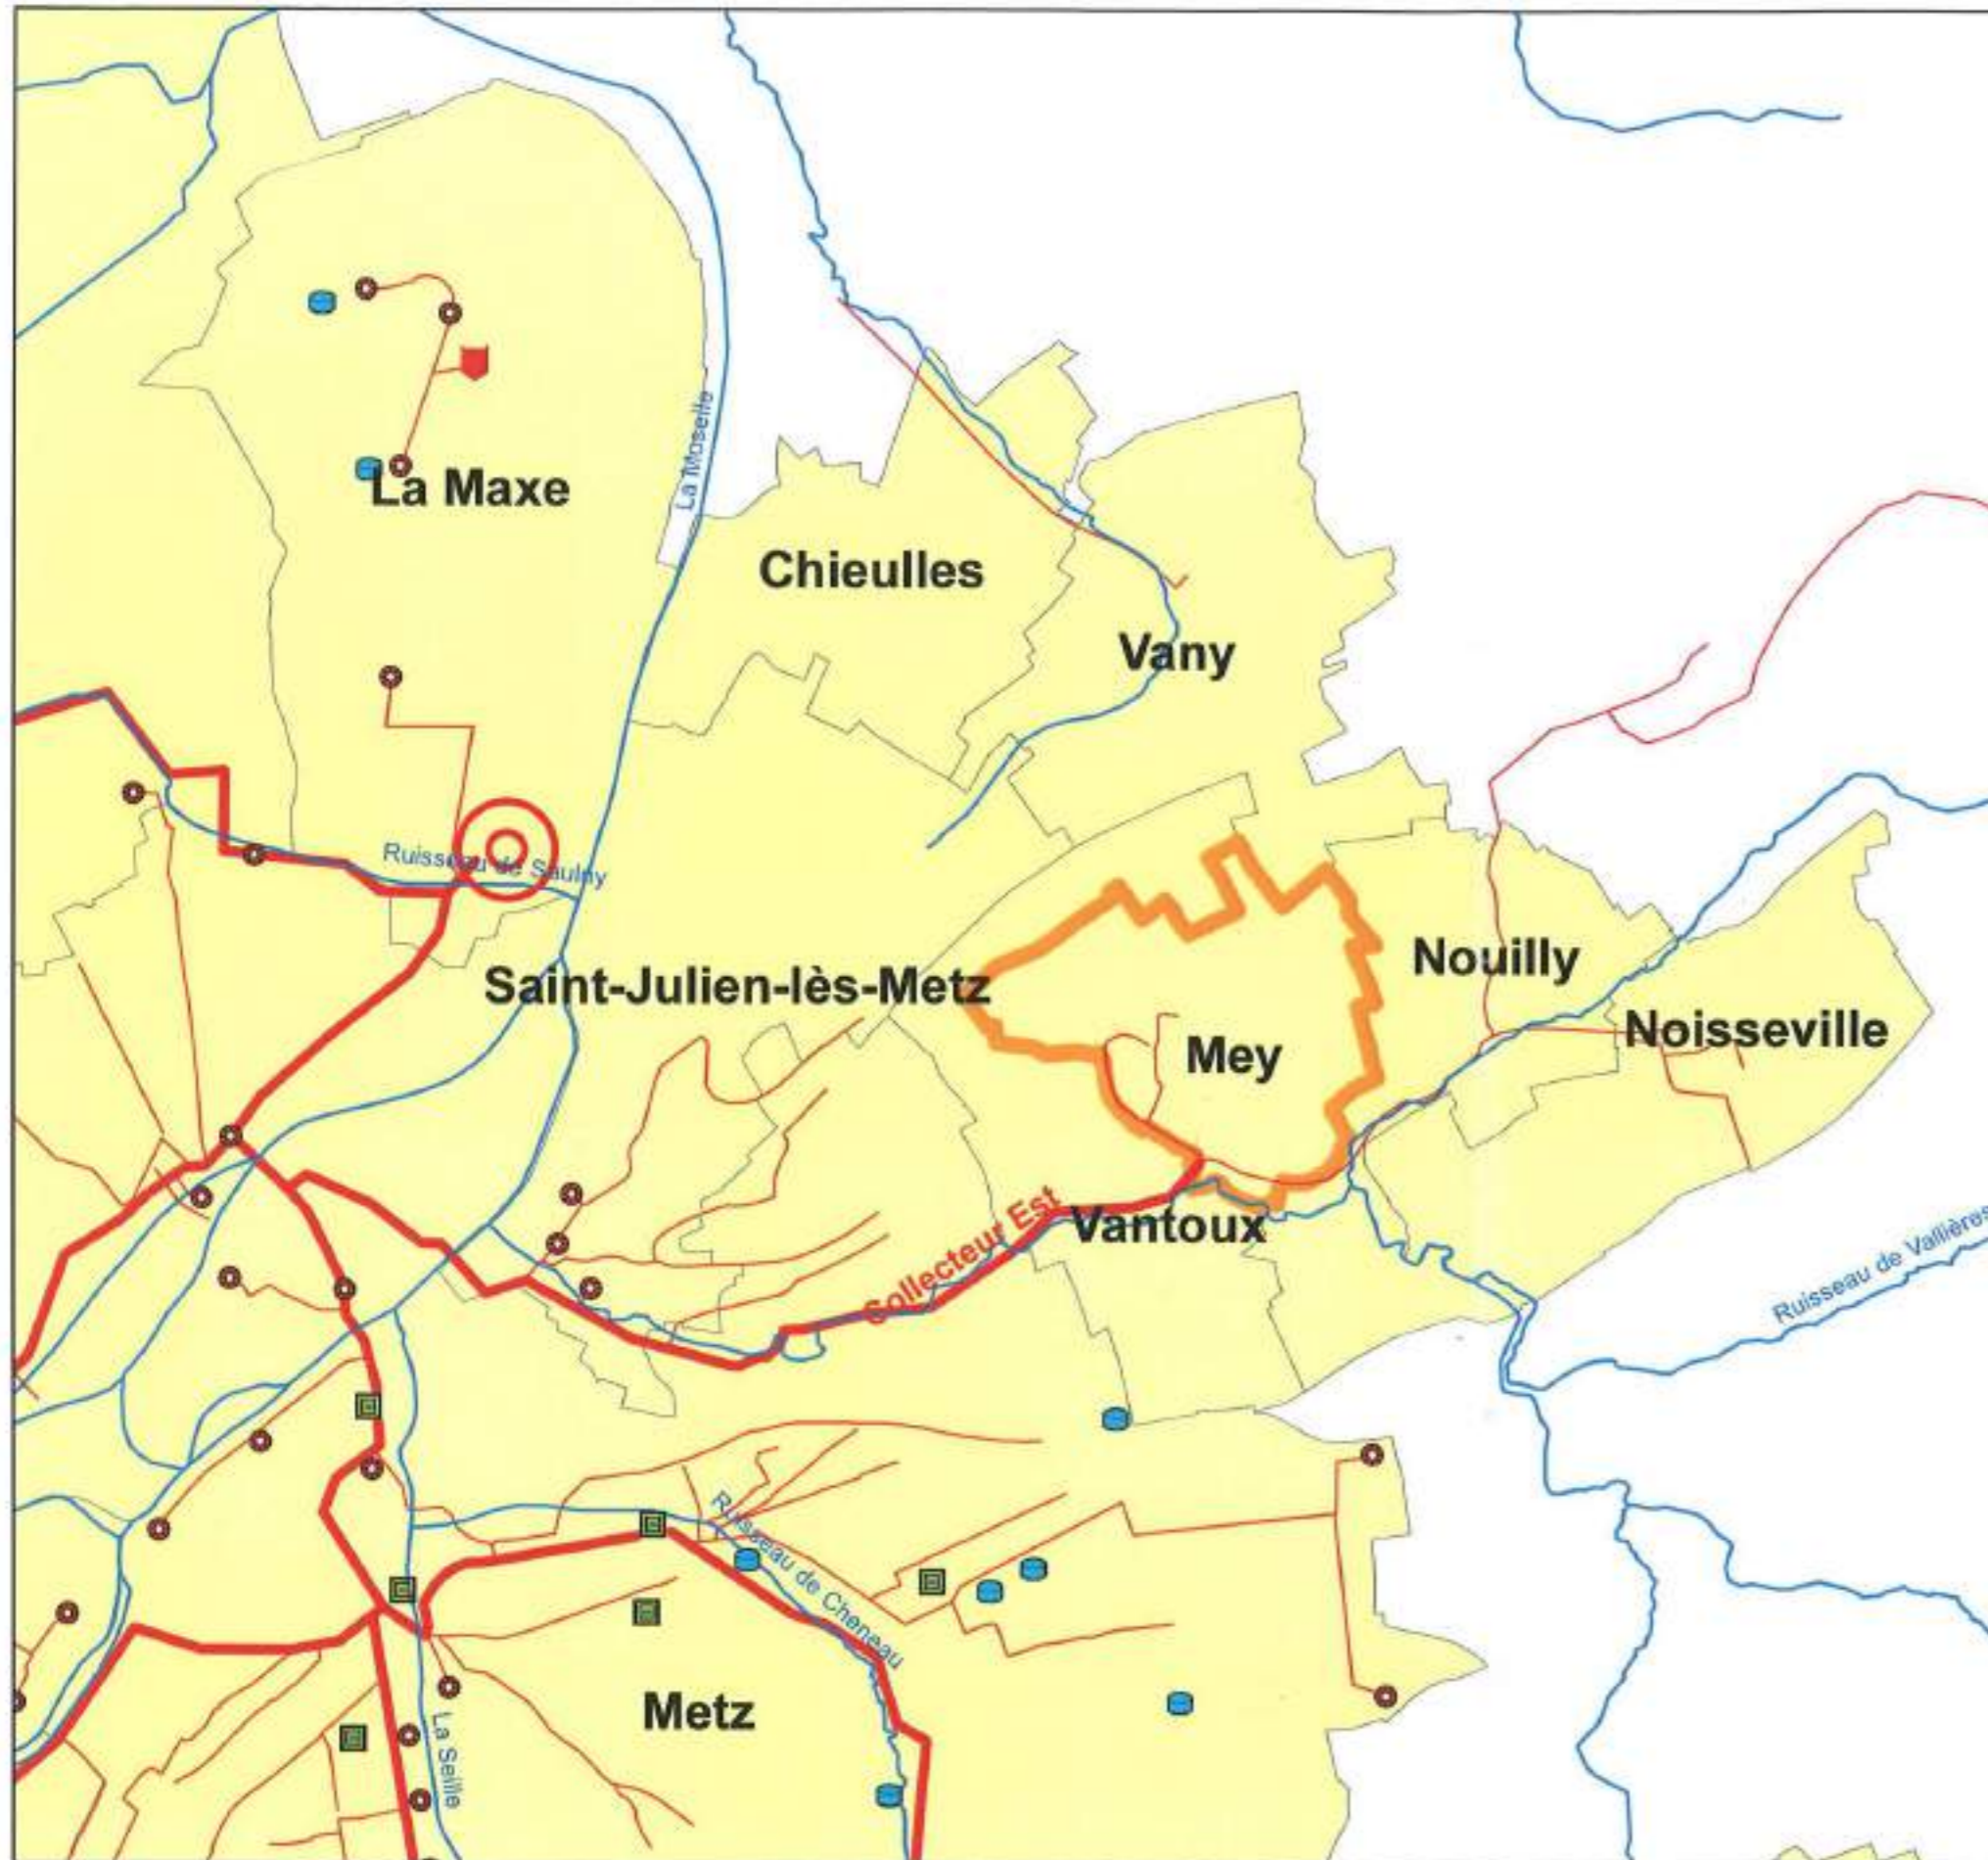 La Moselle
La Maxe
Chieulles
Vany
Ruisseau de Saulny
Nouilly
Saint-Julien-lès-Metz
Noisseville
Mey
Collecteur Est
Vantoux
Ruisseau de Vallières
Ruisseau de Cheneau
Metz
La Seille